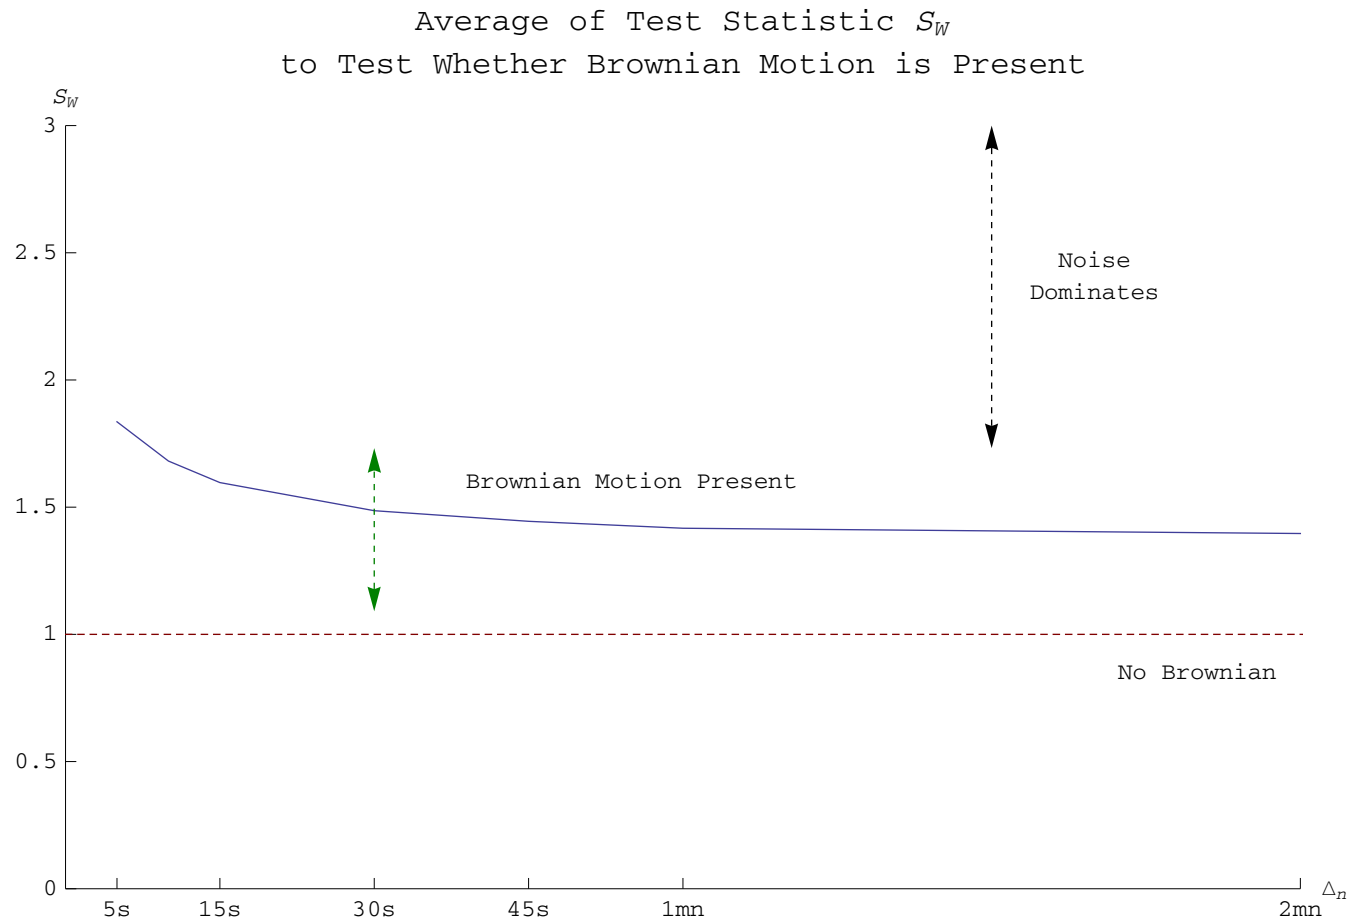 Average of Test Statistic S_W
to Test Whether Brownian Motion is Present
S_W
3
2.5
Noise
Dominates
2
Brownian Motion Present
1.5
1
No Brownian
0.5
0
5s 15s 30s 45s 1mn 2mn
Δ_n